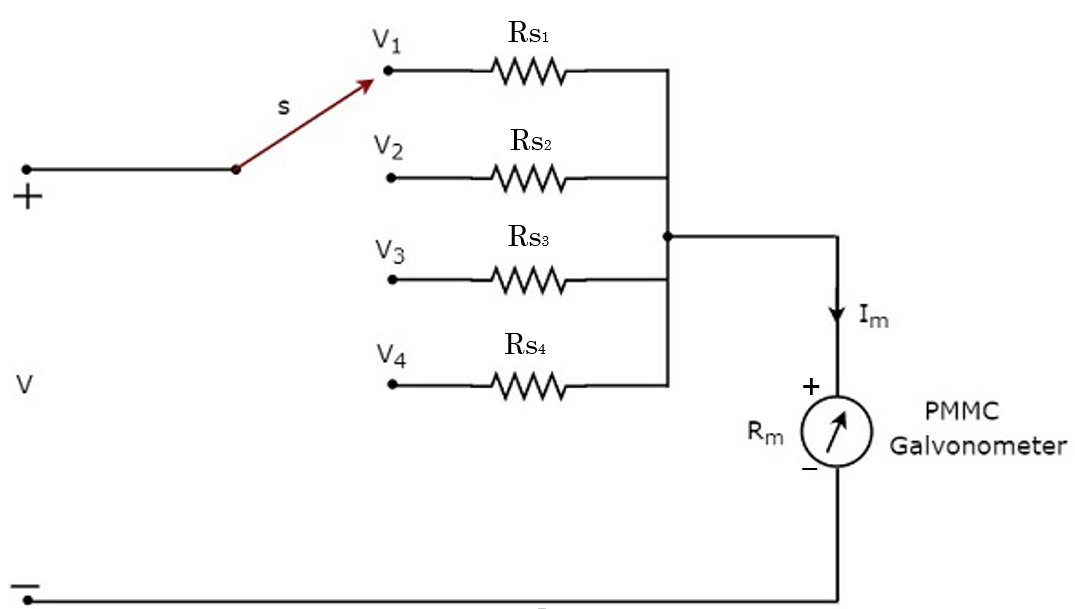 Rs₁
V₁
s
Rs₂
V₂
+
Rs₃
V₃
Iₘ
Rs₄
V₄
V
+
PMMC
Rₘ
Galvonometer
−
−